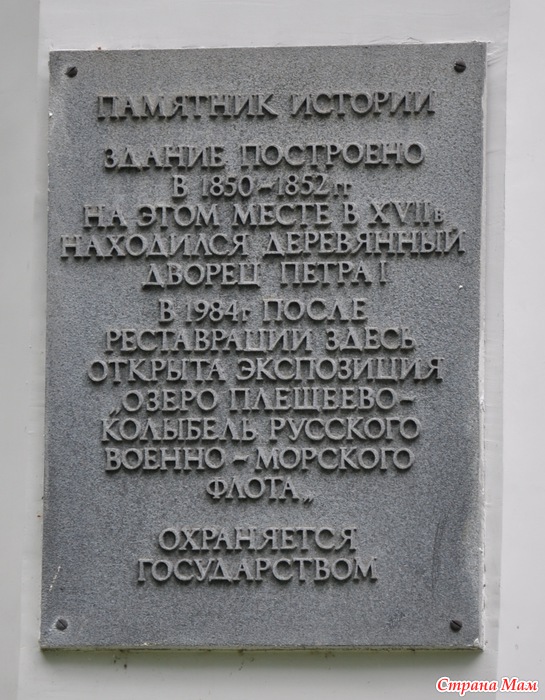 ПАМЯТНИК ИСТОРИИ
ЗДАНИЕ ПОСТРОЕНО
В 1850-1852 гг
НА ЭТОМ МЕСТЕ В XVII в
НАХОДИЛСЯ ДЕРЕВЯННЫЙ
ДВОРЕЦ ПЕТРА I
В 1984 г ПОСЛЕ
РЕСТАВРАЦИИ ЗДЕСЬ
ОТКРЫТА ЭКСПОЗИЦИЯ
„ОЗЕРО ПЛЕЩЕЕВО-
КОЛЫБЕЛЬ РУССКОГО
ВОЕННО-МОРСКОГО
ФЛОТА„
ОХРАНЯЕТСЯ
ГОСУДАРСТВОМ
Страна Мам